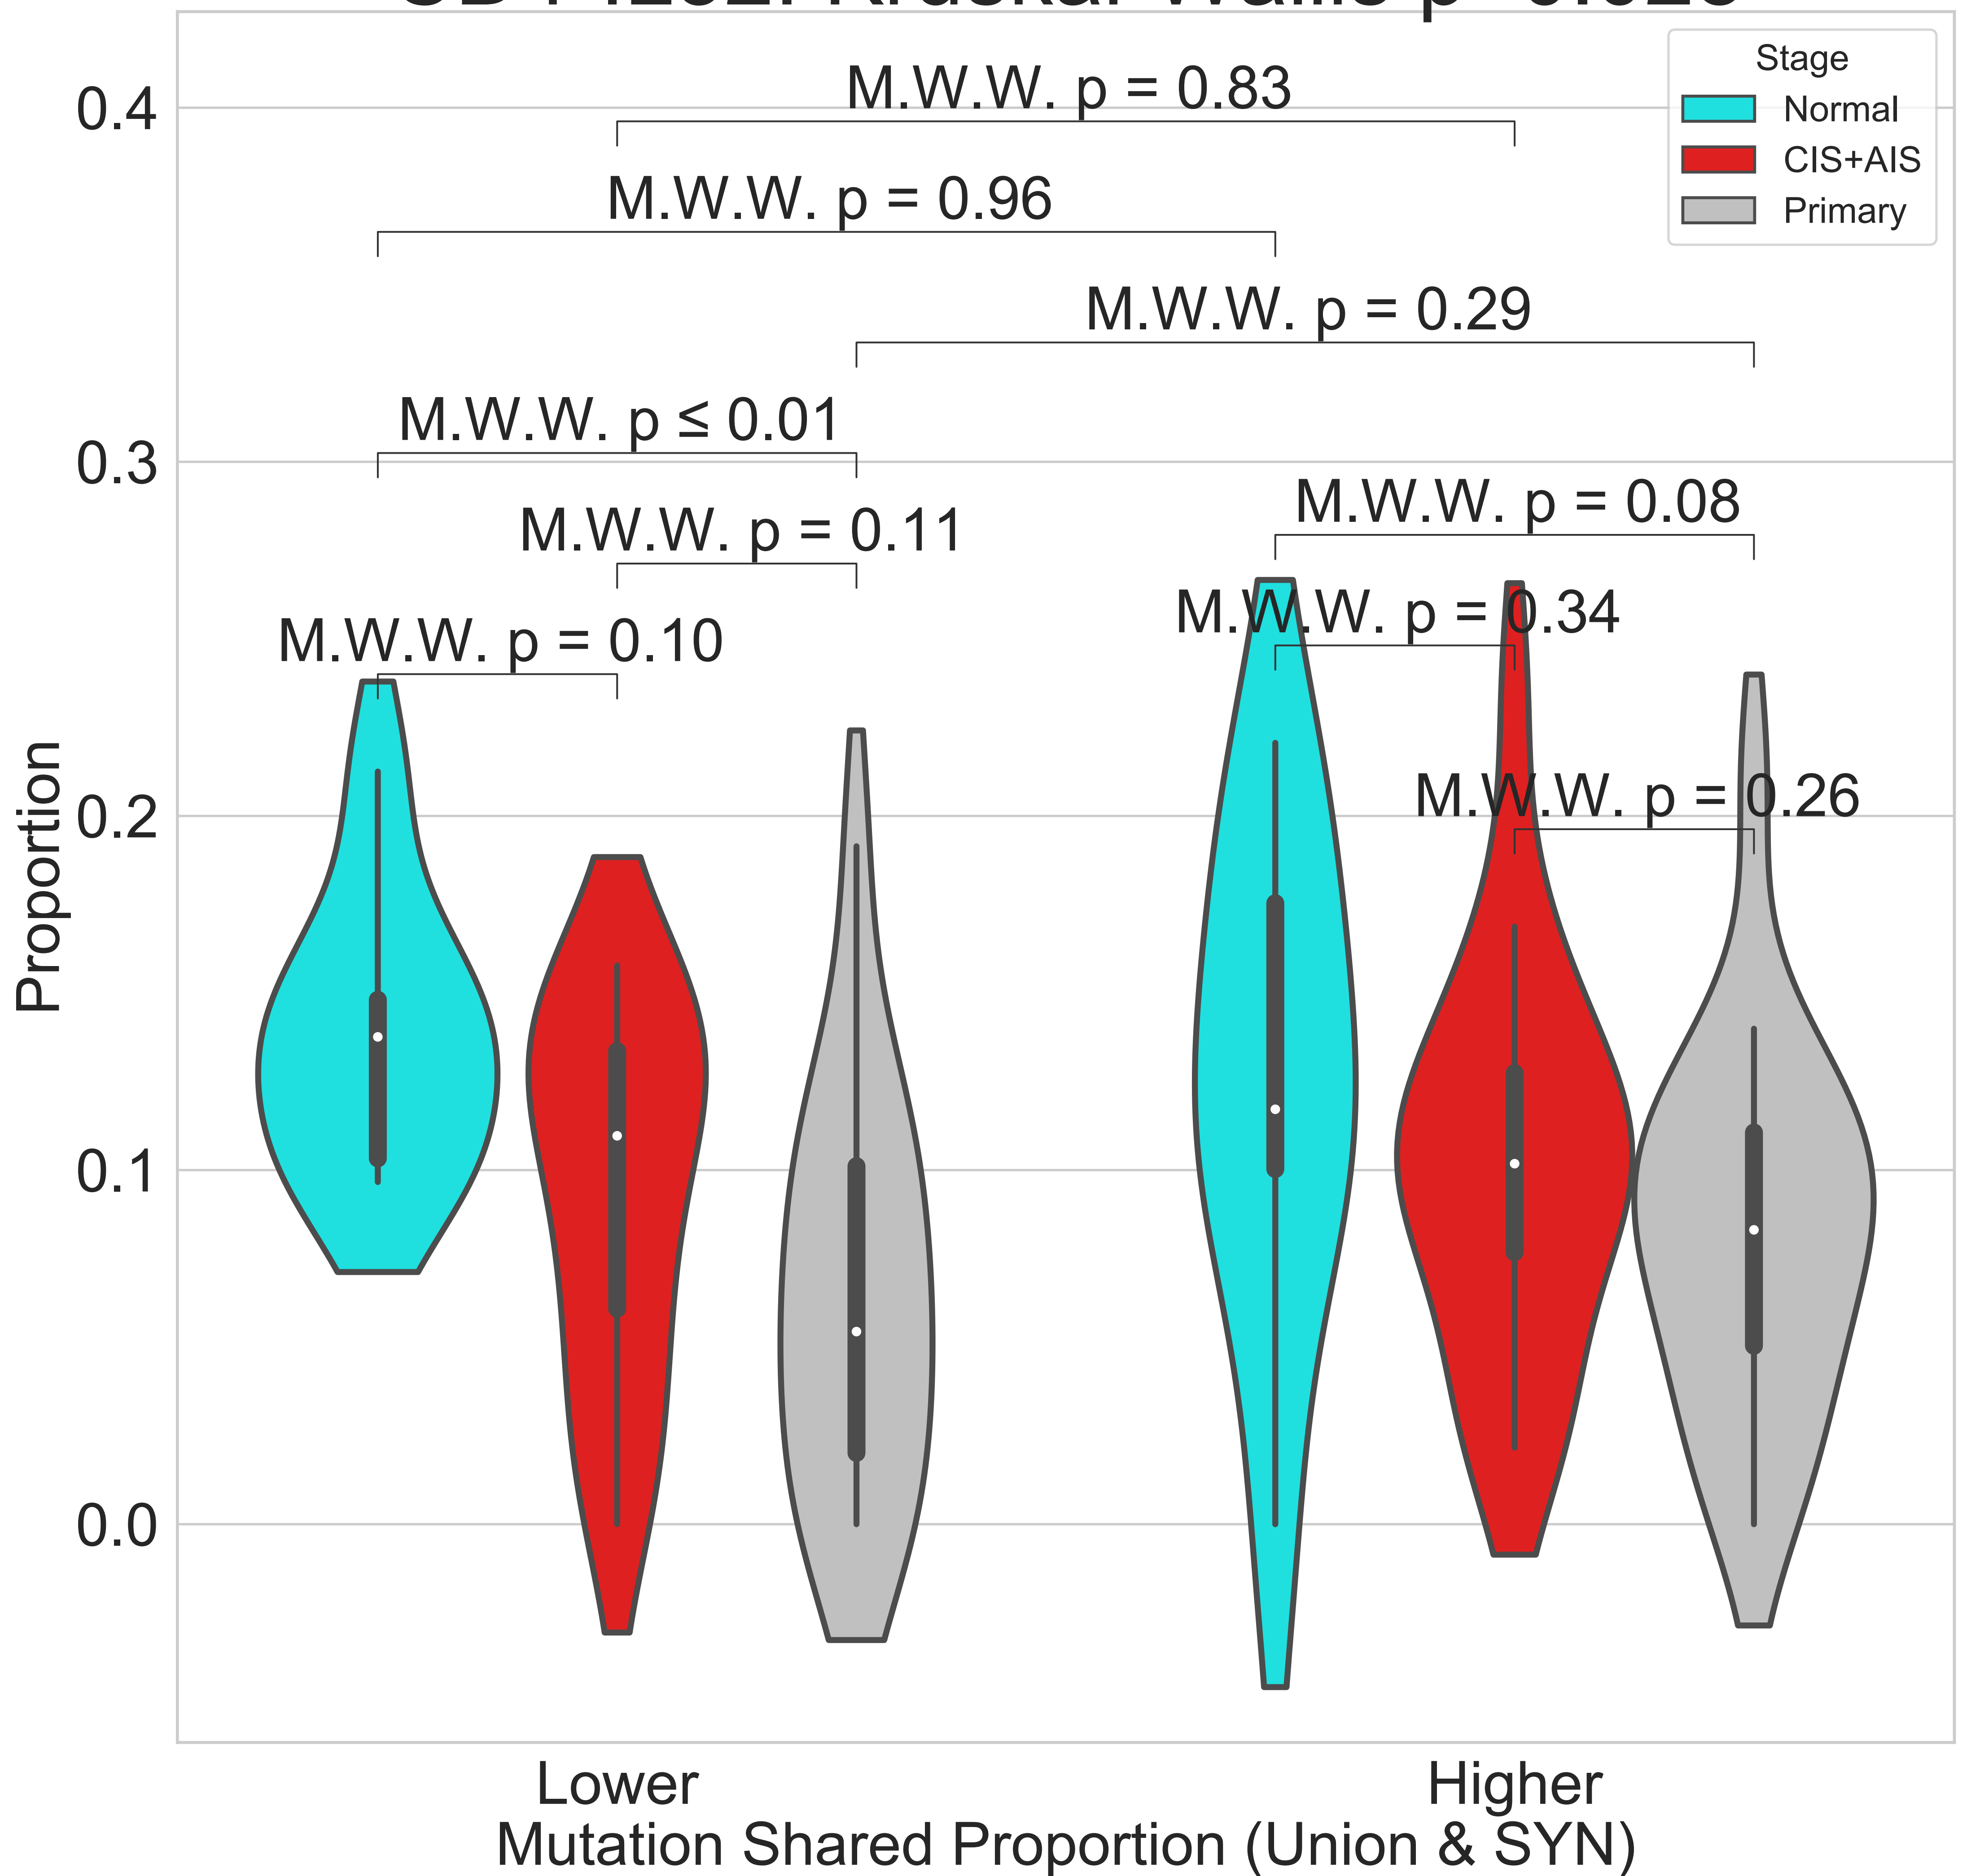 M.W.W. p = 0.83
Stage
Normal
CIS+AIS
Primary
M.W.W. p = 0.96
M.W.W. p = 0.29
M.W.W. p ≤ 0.01
M.W.W. p = 0.08
M.W.W. p = 0.11
M.W.W. p = 0.34
M.W.W. p = 0.10
M.W.W. p = 0.26
0.4
0.3
0.2
0.1
0.0
Proportion
Lower
Higher
Mutation Shared Proportion (Union & SYN)